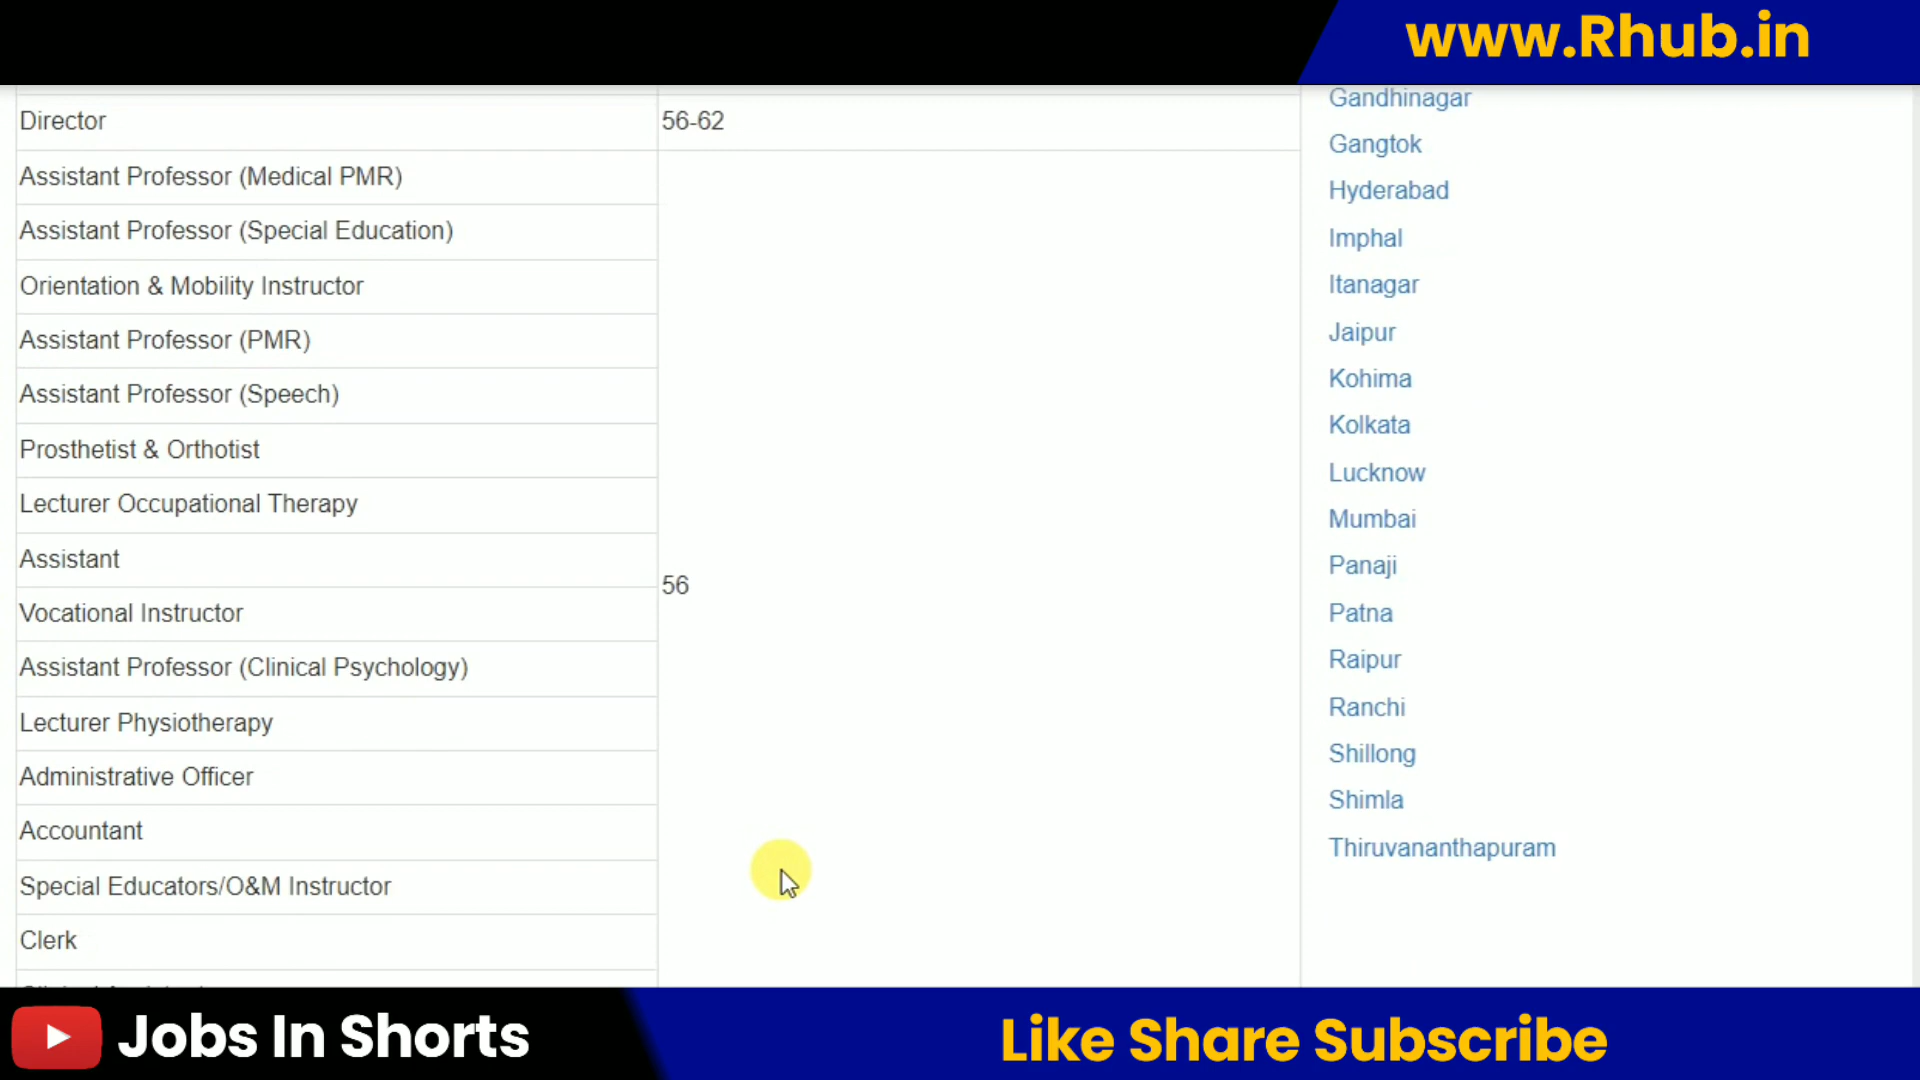 www.Rhub.in
Director 56-62
Assistant Professor (Medical PMR)
Assistant Professor (Special Education)
Orientation & Mobility Instructor
Assistant Professor (PMR)
Assistant Professor (Speech)
Prosthetist & Orthotist
Lecturer Occupational Therapy
Assistant
56
Vocational Instructor
Assistant Professor (Clinical Psychology)
Lecturer Physiotherapy
Administrative Officer
Accountant
Special Educators/O&M Instructor
Clerk
Gandhinagar
Gangtok
Hyderabad
Imphal
Itanagar
Jaipur
Kohima
Kolkata
Lucknow
Mumbai
Panaji
Patna
Raipur
Ranchi
Shillong
Shimla
Thiruvananthapuram
Jobs In Shorts
Like Share Subscribe